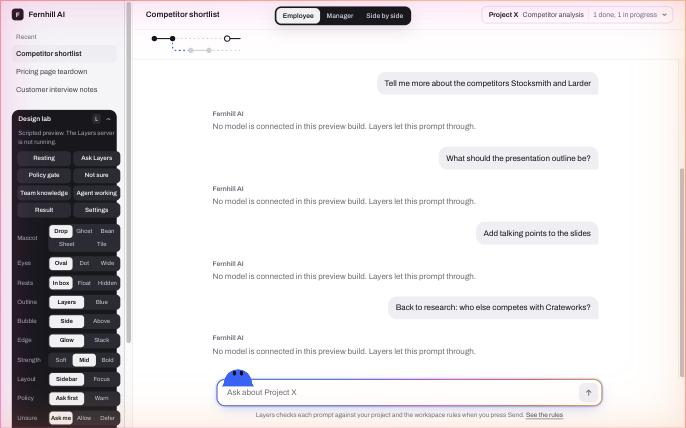 F Fernhill AI
Competitor shortlist
Employee Manager Side by side
Project X Competitor analysis 1 done, 1 in progress
Recent
Competitor shortlist
Pricing page teardown
Customer interview notes
Design lab L
Scripted preview. The Layers server
is not running.
Resting Ask Layers
Policy gate Not sure
Team knowledge Agent working
Result Settings
Mascot Drop Ghost Bean
Sheet Tile
Eyes Oval Dot Wide
Rests In box Float Hidden
Outline Layers Blue
Bubble Side Above
Edge Glow Stack
Strength Soft Mid Bold
Layout Sidebar Focus
Policy Ask first Warn
Unsure Ask me Allow Defer
Tell me more about the competitors Stocksmith and Larder
Fernhill AI
No model is connected in this preview build. Layers let this prompt through.
What should the presentation outline be?
Fernhill AI
No model is connected in this preview build. Layers let this prompt through.
Add talking points to the slides
Fernhill AI
No model is connected in this preview build. Layers let this prompt through.
Back to research: who else competes with Crateworks?
Fernhill AI
No model is connected in this preview build. Layers let this prompt through.
Ask about Project X
Layers checks each prompt against your project and the workspace rules when you press Send. See the rules